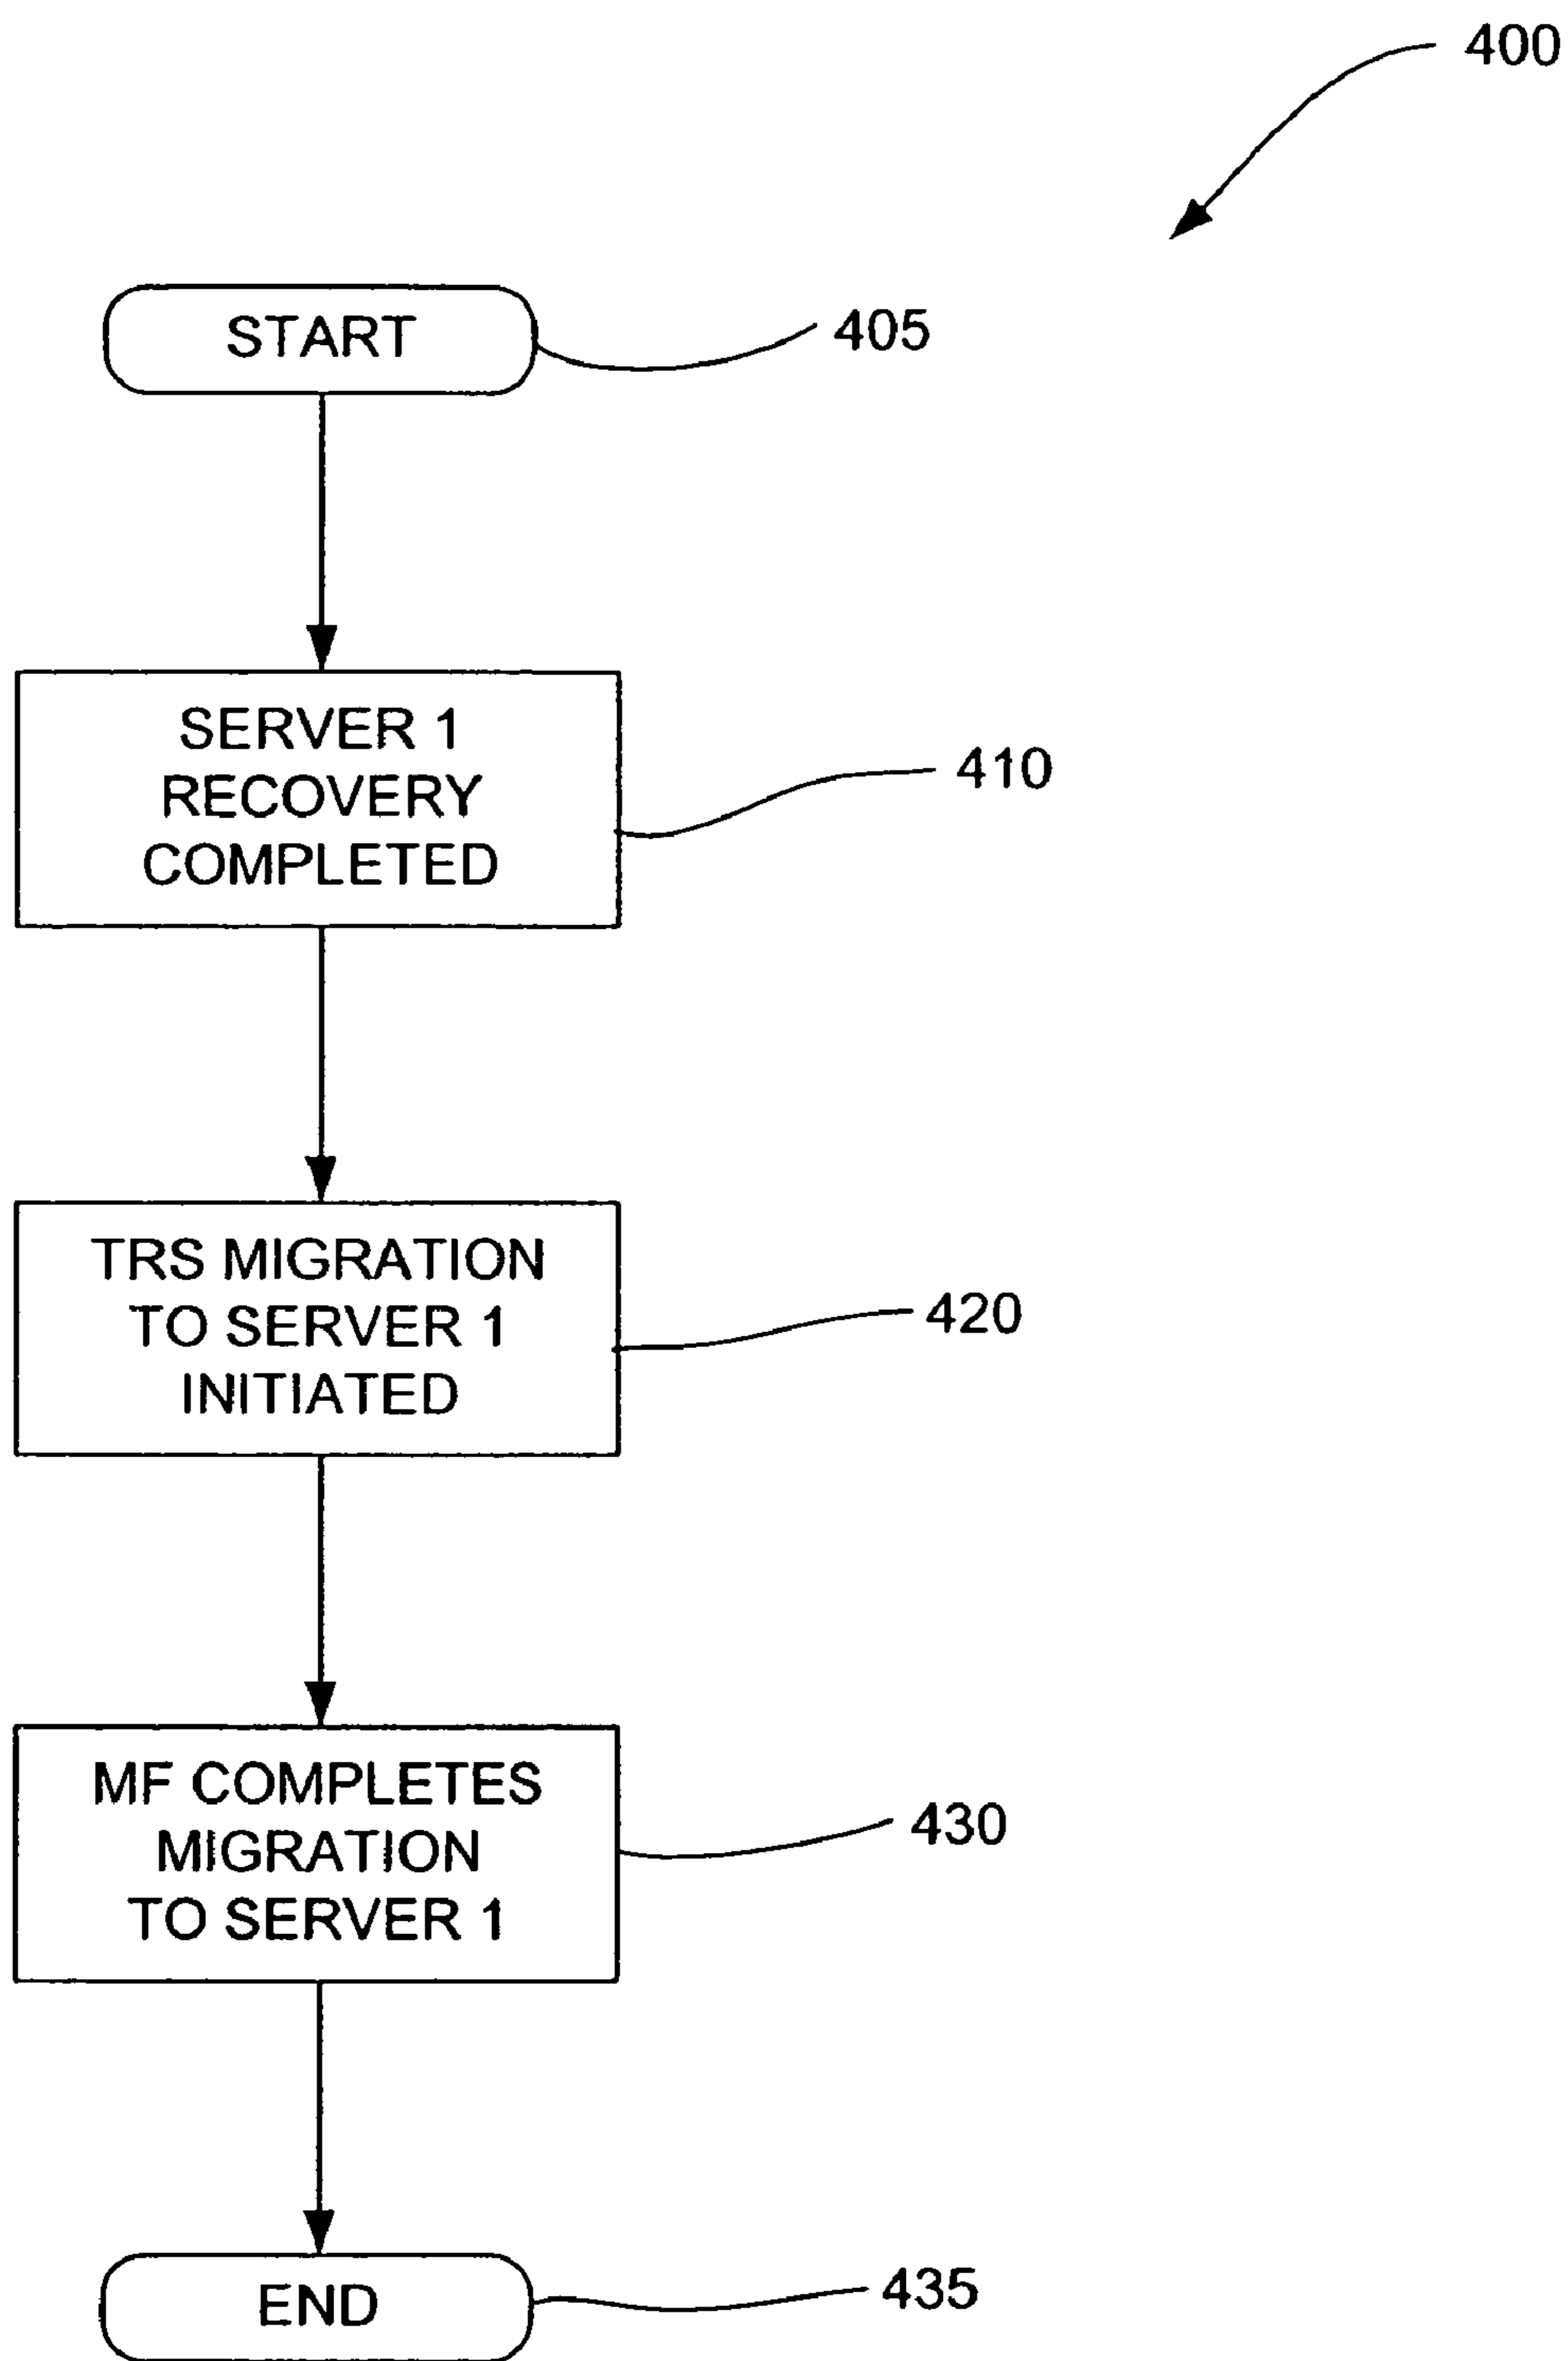 400
START
405
SERVER 1
RECOVERY
COMPLETED
410
TRS MIGRATION
TO SERVER 1
INITIATED
420
MF COMPLETES
MIGRATION
TO SERVER 1
430
END
435